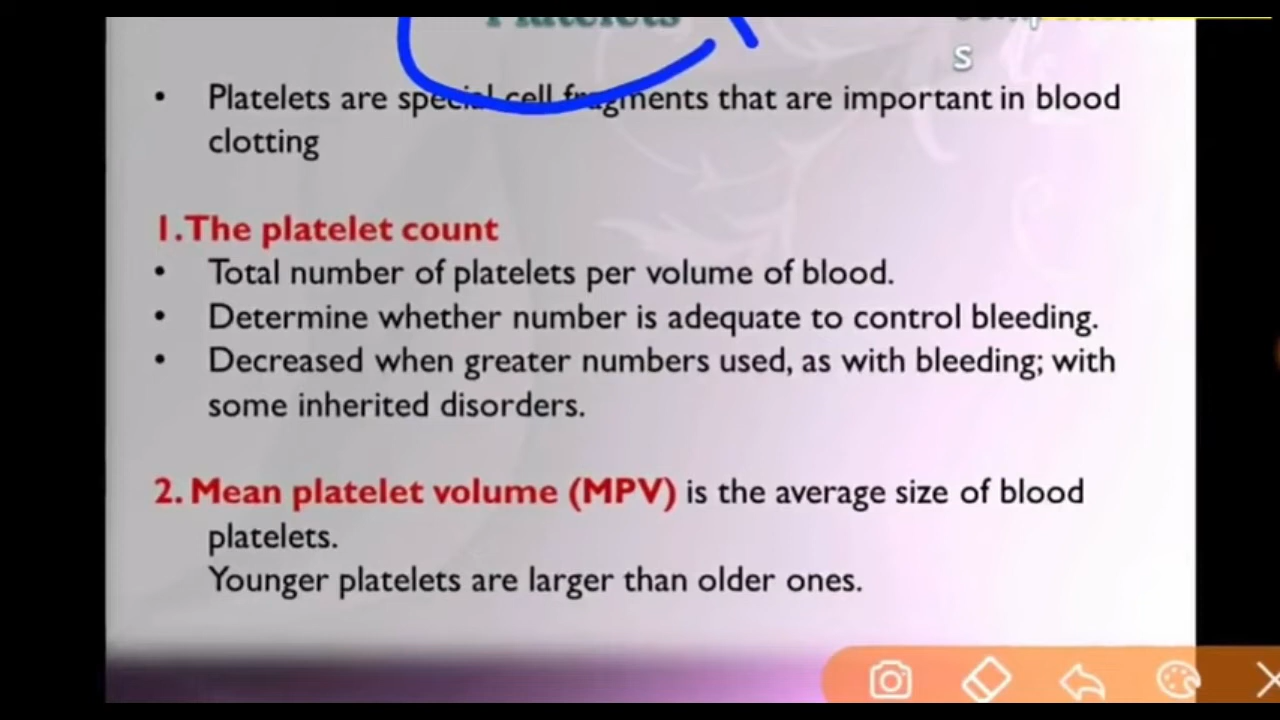 Platelets
s
• Platelets are special cell fragments that are important in blood
clotting
1.The platelet count
• Total number of platelets per volume of blood.
• Determine whether number is adequate to control bleeding.
• Decreased when greater numbers used, as with bleeding; with
some inherited disorders.
2. Mean platelet volume (MPV) is the average size of blood
platelets.
Younger platelets are larger than older ones.